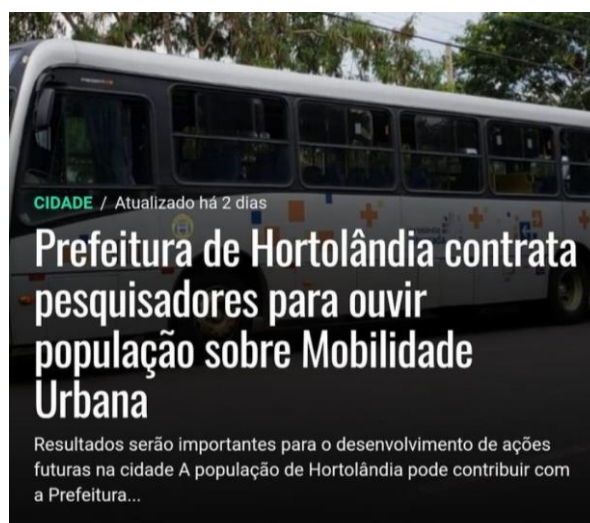 CIDADE / Atualizado há 2 dias
Prefeitura de Hortolândia contrata
pesquisadores para ouvir
população sobre Mobilidade
Urbana
Resultados serão importantes para o desenvolvimento de ações
futuras na cidade A população de Hortolândia pode contribuir com
a Prefeitura...